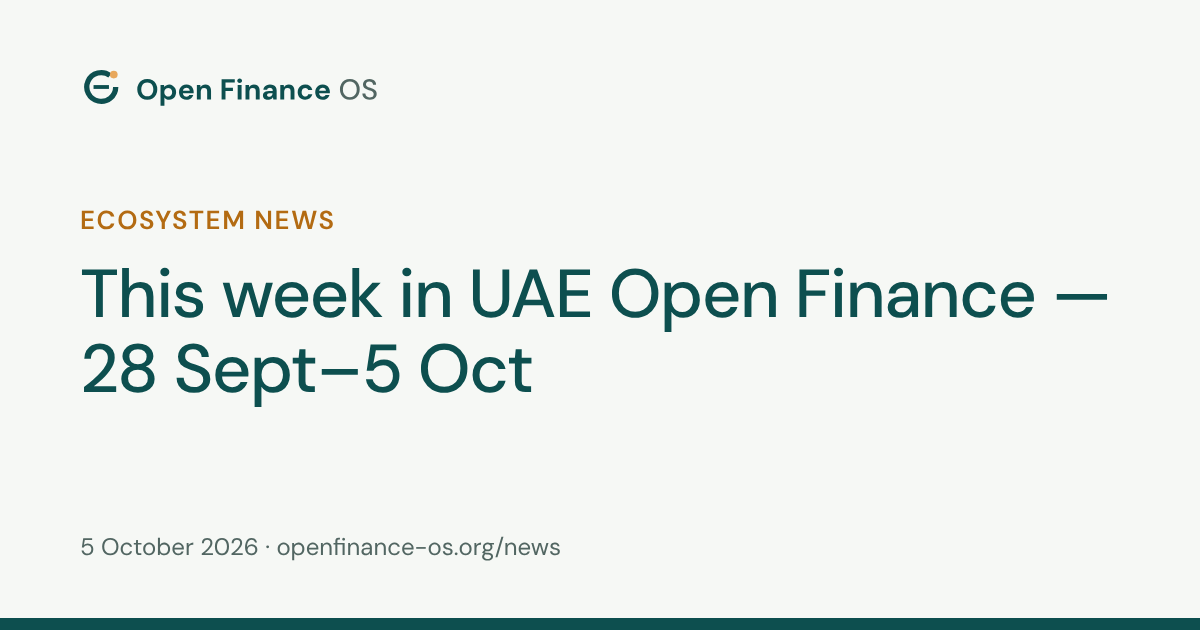 Open Finance OS
ECOSYSTEM NEWS
This week in UAE Open Finance —
28 Sept–5 Oct
5 October 2026 · openfinance-os.org/news